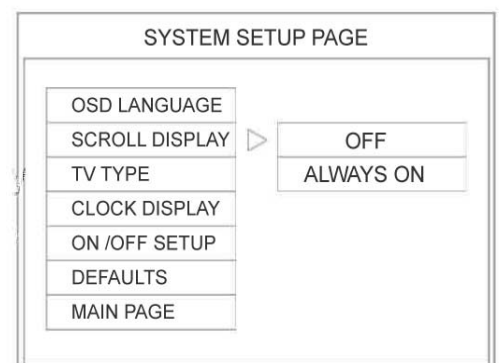 SYSTEM SETUP PAGE
OSD LANGUAGE
SCROLL DISPLAY
OFF
TV TYPE
ALWAYS ON
CLOCK DISPLAY
ON /OFF SETUP
DEFAULTS
MAIN PAGE